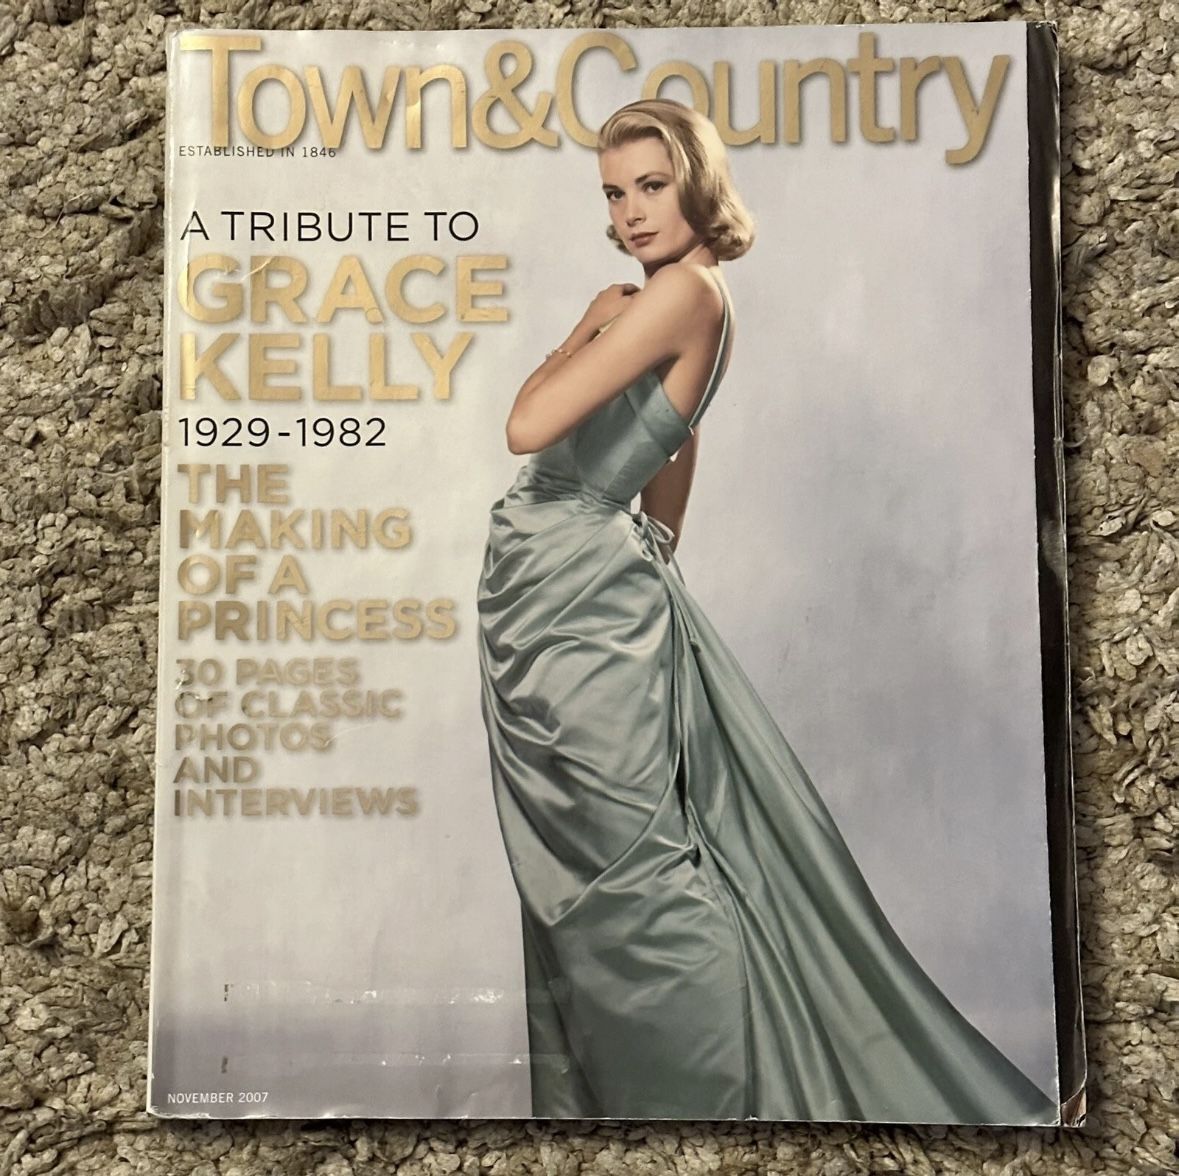 Town&Country
ESTABLISHED IN 1846
A TRIBUTE TO
GRACE
KELLY
1929-1982
THE
MAKING
OF A
PRINCESS
30 PAGES
OF CLASSIC
PHOTOS
AND
INTERVIEWS
NOVEMBER 2007